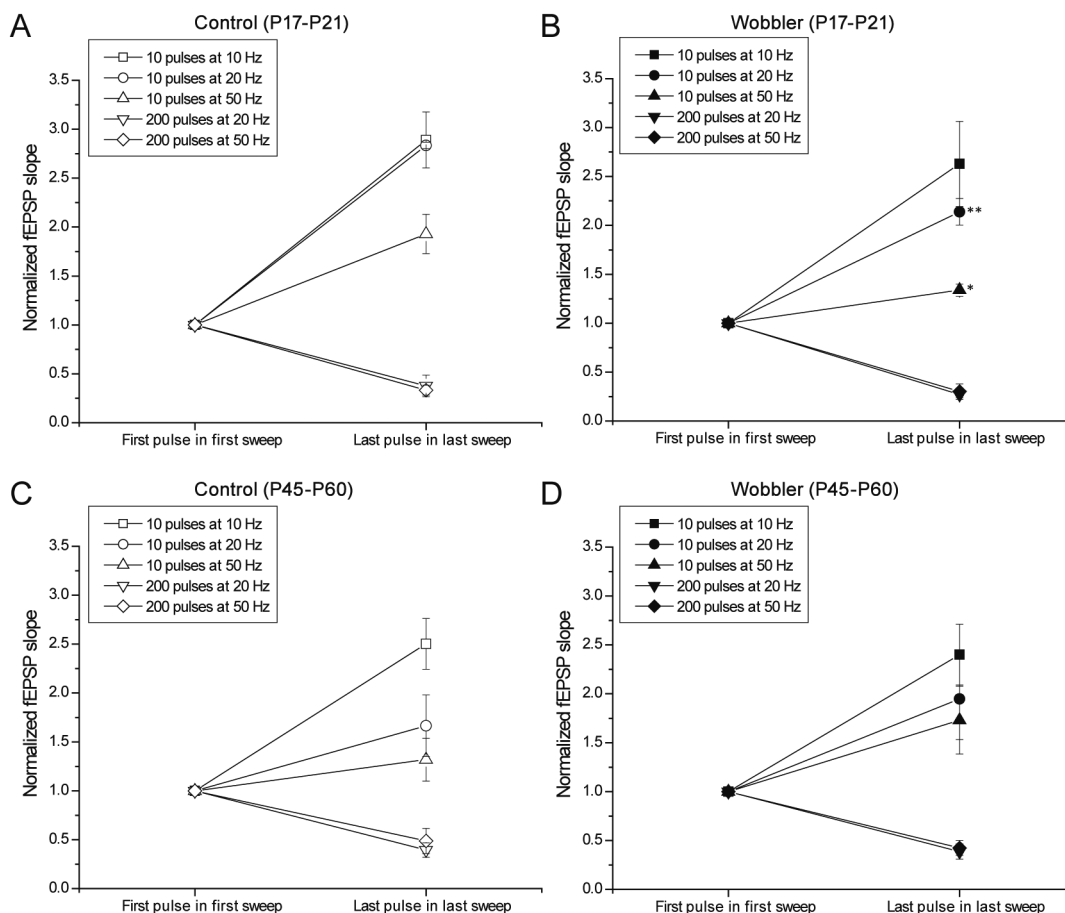 A
Control (P17-P21)
10 pulses at 10 Hz
10 pulses at 20 Hz
10 pulses at 50 Hz
200 pulses at 20 Hz
200 pulses at 50 Hz
Normalized fEPSP slope
3.5
3.0
2.5
2.0
1.5
1.0
0.5
0.0
First pulse in first sweep
Last pulse in last sweep
B
Wobbler (P17-P21)
10 pulses at 10 Hz
10 pulses at 20 Hz
10 pulses at 50 Hz
200 pulses at 20 Hz
200 pulses at 50 Hz
Normalized fEPSP slope
3.5
3.0
2.5
2.0
1.5
1.0
0.5
0.0
**
*
First pulse in first sweep
Last pulse in last sweep
C
Control (P45-P60)
10 pulses at 10 Hz
10 pulses at 20 Hz
10 pulses at 50 Hz
200 pulses at 20 Hz
200 pulses at 50 Hz
Normalized fEPSP slope
3.5
3.0
2.5
2.0
1.5
1.0
0.5
0.0
First pulse in first sweep
Last pulse in last sweep
D
Wobbler (P45-P60)
10 pulses at 10 Hz
10 pulses at 20 Hz
10 pulses at 50 Hz
200 pulses at 20 Hz
200 pulses at 50 Hz
Normalized fEPSP slope
3.5
3.0
2.5
2.0
1.5
1.0
0.5
0.0
First pulse in first sweep
Last pulse in last sweep